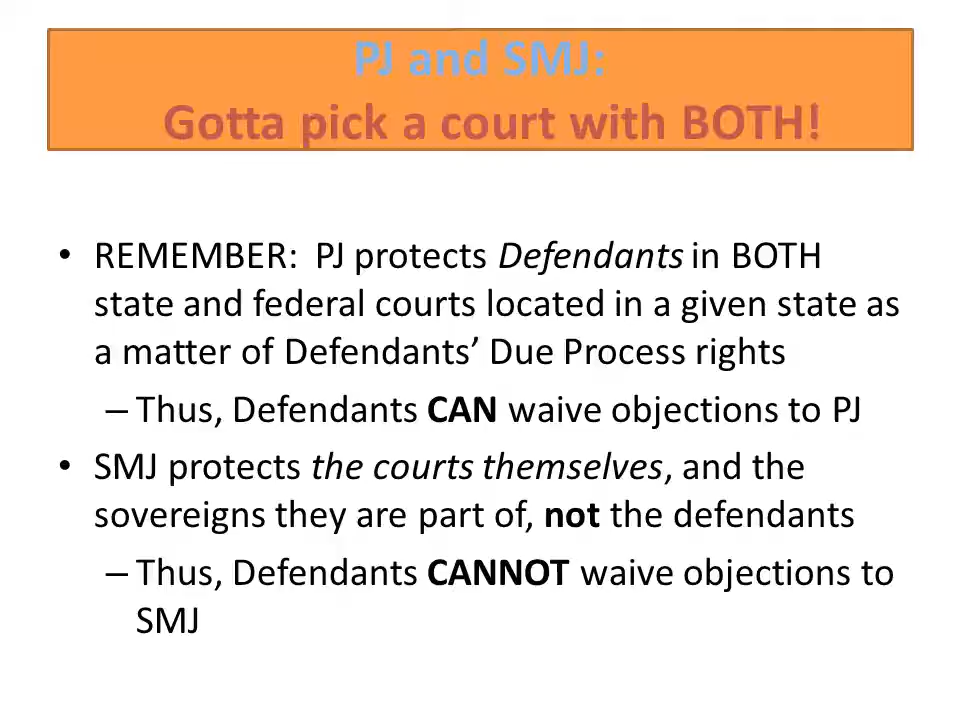 PJ and SMJ:
Gotta pick a court with BOTH!
• REMEMBER: PJ protects Defendants in BOTH
state and federal courts located in a given state as
a matter of Defendants’ Due Process rights
– Thus, Defendants CAN waive objections to PJ
• SMJ protects the courts themselves, and the
sovereigns they are part of, not the defendants
– Thus, Defendants CANNOT waive objections to
SMJ